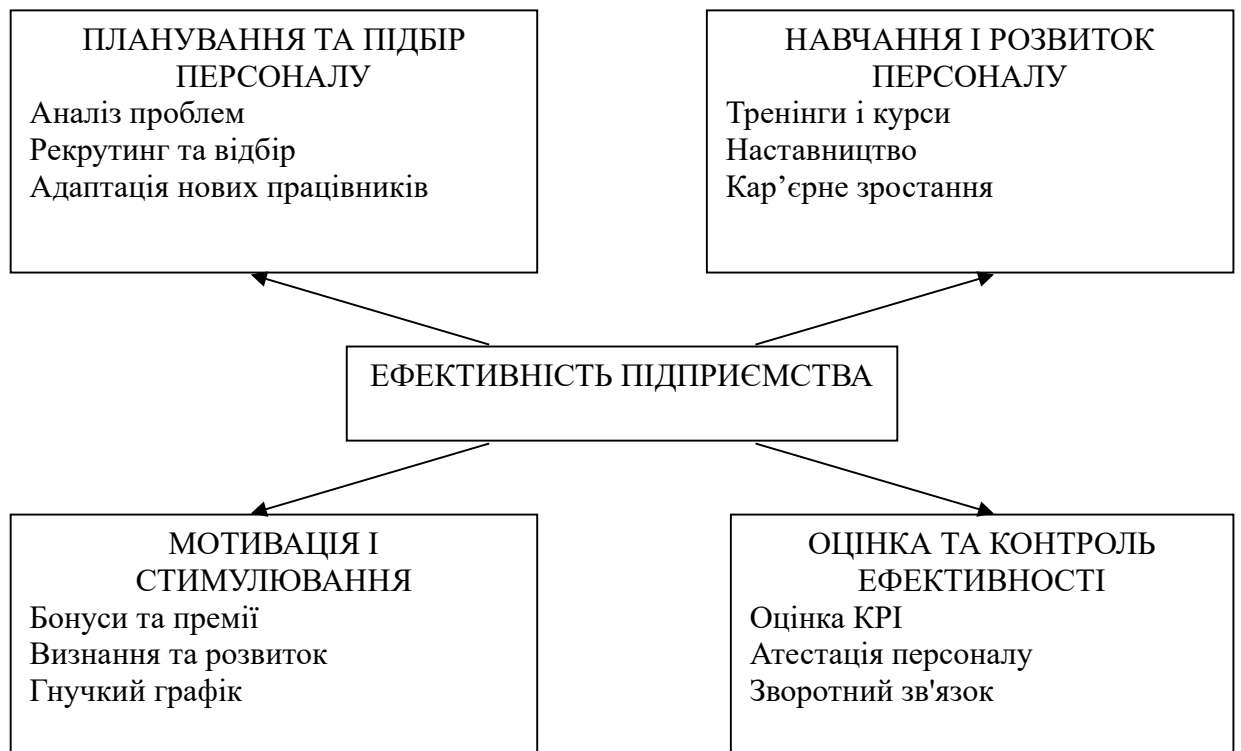 ПЛАНУВАННЯ ТА ПІДБІР
ПЕРСОНАЛУ
Аналіз проблем
Рекрутинг та відбір
Адаптація нових працівників
НАВЧАННЯ І РОЗВИТОК
ПЕРСОНАЛУ
Тренінги і курси
Наставництво
Кар’єрне зростання
ЕФЕКТИВНІСТЬ ПІДПРИЄМСТВА
МОТИВАЦІЯ І
СТИМУЛЮВАННЯ
Бонуси та премії
Визнання та розвиток
Гнучкий графік
ОЦІНКА ТА КОНТРОЛЬ
ЕФЕКТИВНОСТІ
Оцінка КРІ
Атестація персоналу
Зворотний зв'язок